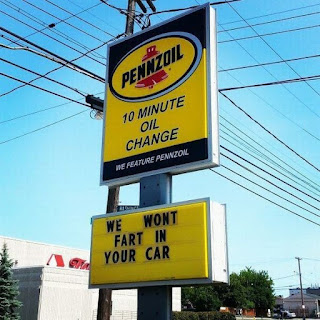 PENNZOIL
10 MINUTE
OIL
CHANGE
WE FEATURE PENNZOIL
WE WONT
FART IN
YOUR CAR